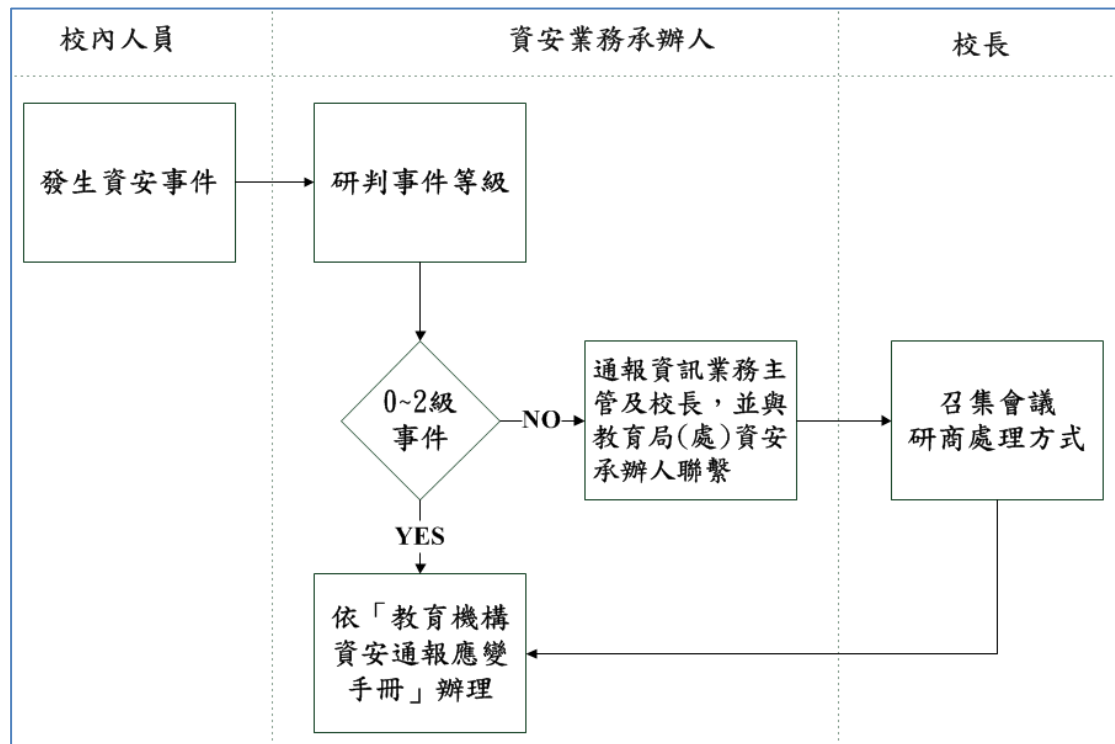 校內人員
資安業務承辦人
校長
發生資安事件
研判事件等級
0~2級
事件
NO
通報資訊業務主
管及校長，並與
教育局(處)資安
承辦人聯繫
召集會議
研商處理方式
YES
依「教育機構
資安通報應變
手冊」辦理